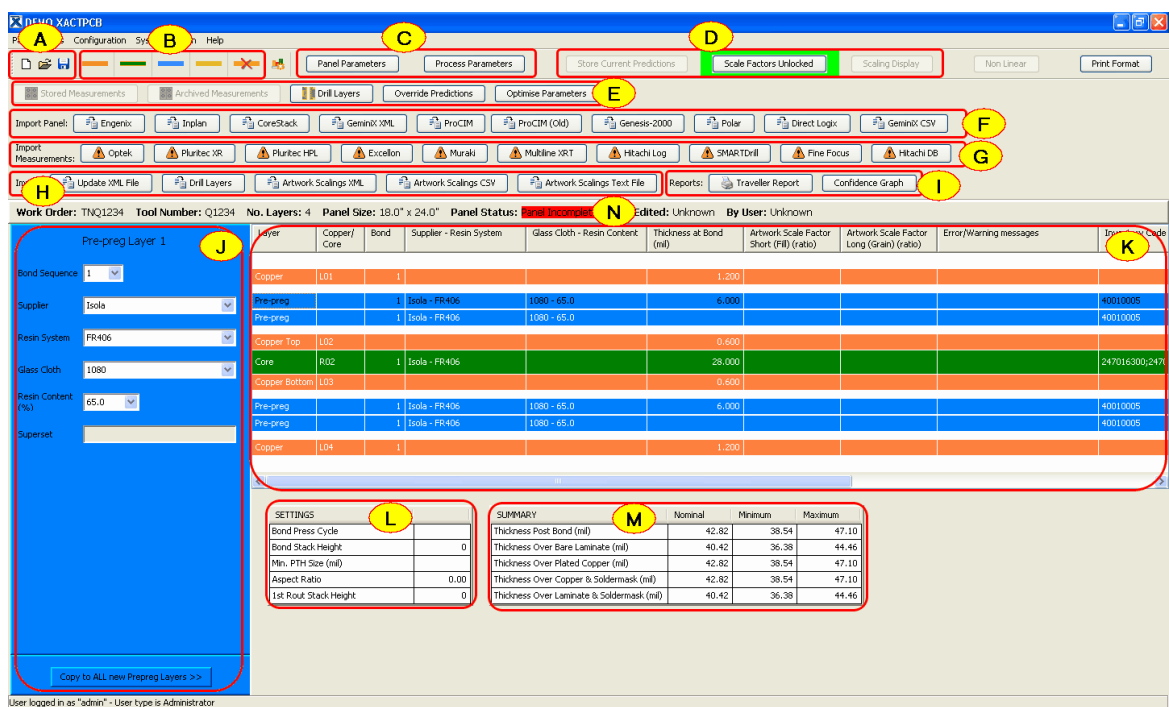 DEMO XACTPCB
A
B
C
D
Configuration
Help
Panel Parameters
Process Parameters
Store Current Predictions
Scale Factors Unlocked
Scaling Display
Non Linear
Print Format
Stored Measurements
Archived Measurements
Drill Layers
Override Predictions
Optimise Parameters
E
Import Panel:
Engenix
Inplan
CoreStack
GeminiX XML
ProCIM
ProCIM (Old)
Genesis-2000
Polar
Direct Logix
GeminiX CSV
F
Import Measurements:
Optek
Pluritec XR
Pluritec HPL
Excellon
Muraki
Multiline XRT
Hitachi Log
SMARTDrill
Fine Focus
Hitachi DB
G
H
Update XML File
Drill Layers
Artwork Scalings XML
Artwork Scalings CSV
Artwork Scalings Text File
Reports:
Traveller Report
Confidence Graph
I
Work Order: TNQ1234 Tool Number: Q1234 No. Layers: 4 Panel Size: 18.0" x 24.0" Panel Status: Panel Incomplet N Edited: Unknown By User: Unknown
Pre-preg Layer 1
J
Bond Sequence 1
Supplier Isola
Resin System FR406
Glass Cloth 1080
Resin Content (%) 65.0
Superset
Copy to ALL new Prepreg Layers >>
Layer Copper/ Core Bond Supplier - Resin System Glass Cloth - Resin Content Thickness at Bond (mil) Artwork Scale Factor Short (Fill) (ratio) Artwork Scale Factor Long (Grain) (ratio) Error/Warning messages Code
K
Copper L01 1 1.200
Pre-preg 1 Isola - FR406 1080 - 65.0 6.000 40010005
Pre-preg 1 Isola - FR406 1080 - 65.0 40010005
Copper Top L02 0.600
Core R02 1 Isola - FR406 28.000 247016300;2470
Copper Bottom L03 0.600
Pre-preg 1 Isola - FR406 1080 - 65.0 6.000 40010005
Pre-preg 1 Isola - FR406 1080 - 65.0 40010005
Copper L04 1 1.200
SETTINGS
L
Bond Press Cycle
Bond Stack Height 0
Min. PTH Size (mil)
Aspect Ratio 0.00
1st Rout Stack Height 0
SUMMARY M Nominal Minimum Maximum
Thickness Post Bond (mil) 42.82 38.54 47.10
Thickness Over Bare Laminate (mil) 40.42 36.38 44.46
Thickness Over Plated Copper (mil) 42.82 38.54 47.10
Thickness Over Copper & Soldermask (mil) 42.82 38.54 47.10
Thickness Over Laminate & Soldermask (mil) 40.42 36.38 44.46
User logged in as "admin" - User type is Administrator